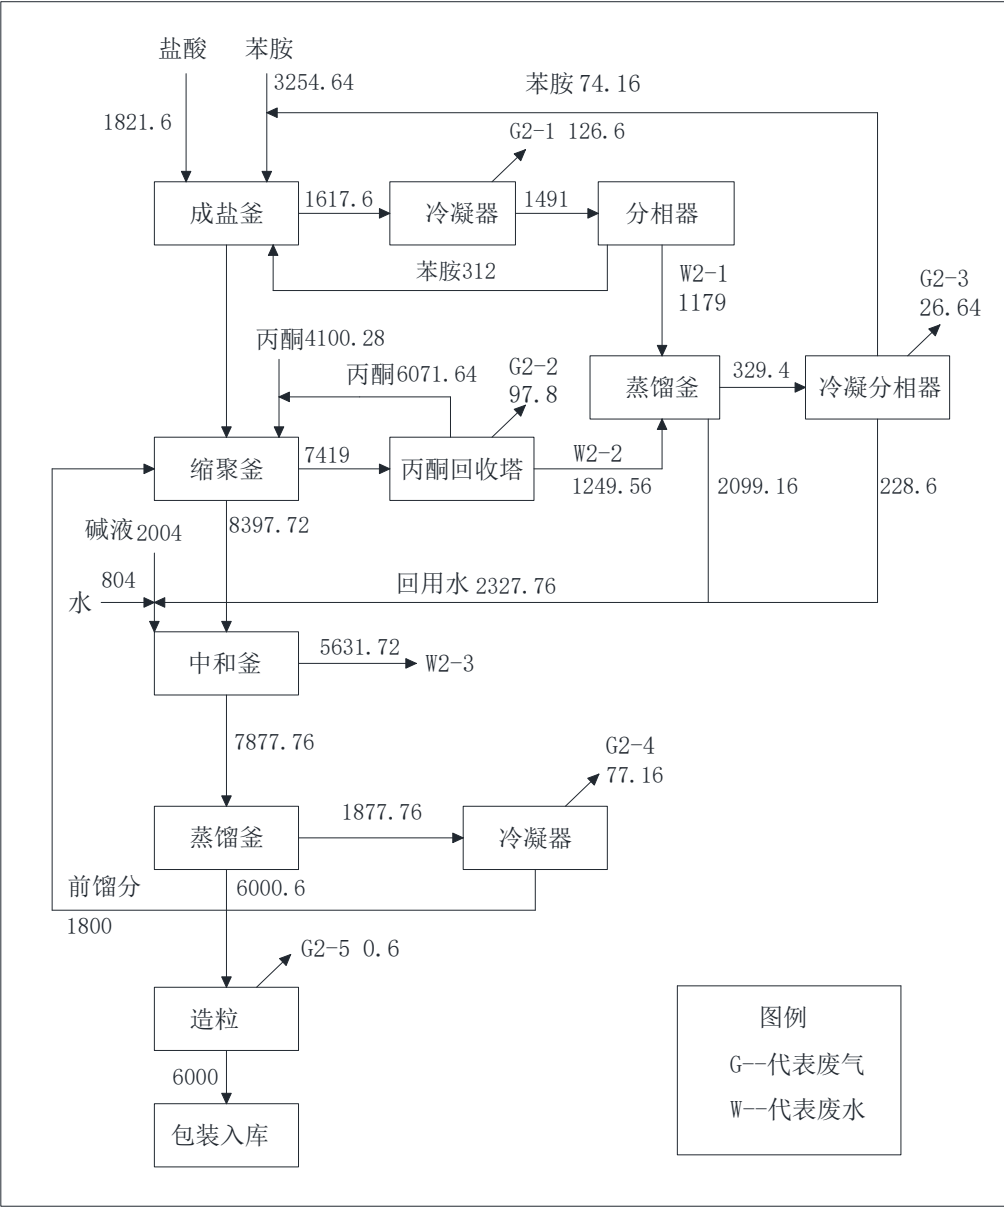 盐酸
苯胺
3254.64
苯胺 74.16
1821.6
G2-1 126.6
成盐釜
1617.6
冷凝器
1491
分相器
苯胺312
W2-1
1179
G2-3
26.64
丙酮4100.28
丙酮6071.64
G2-2
97.8
蒸馏釜
329.4
冷凝分相器
缩聚釜
7419
丙酮回收塔
W2-2
1249.56
2099.16
228.6
碱液2004
8397.72
水
804
回用水 2327.76
中和釜
5631.72
W2-3
7877.76
G2-4
77.16
蒸馏釜
1877.76
冷凝器
前馏分
1800
6000.6
G2-5 0.6
造粒
6000
包装入库
图例
G--代表废气
W--代表废水